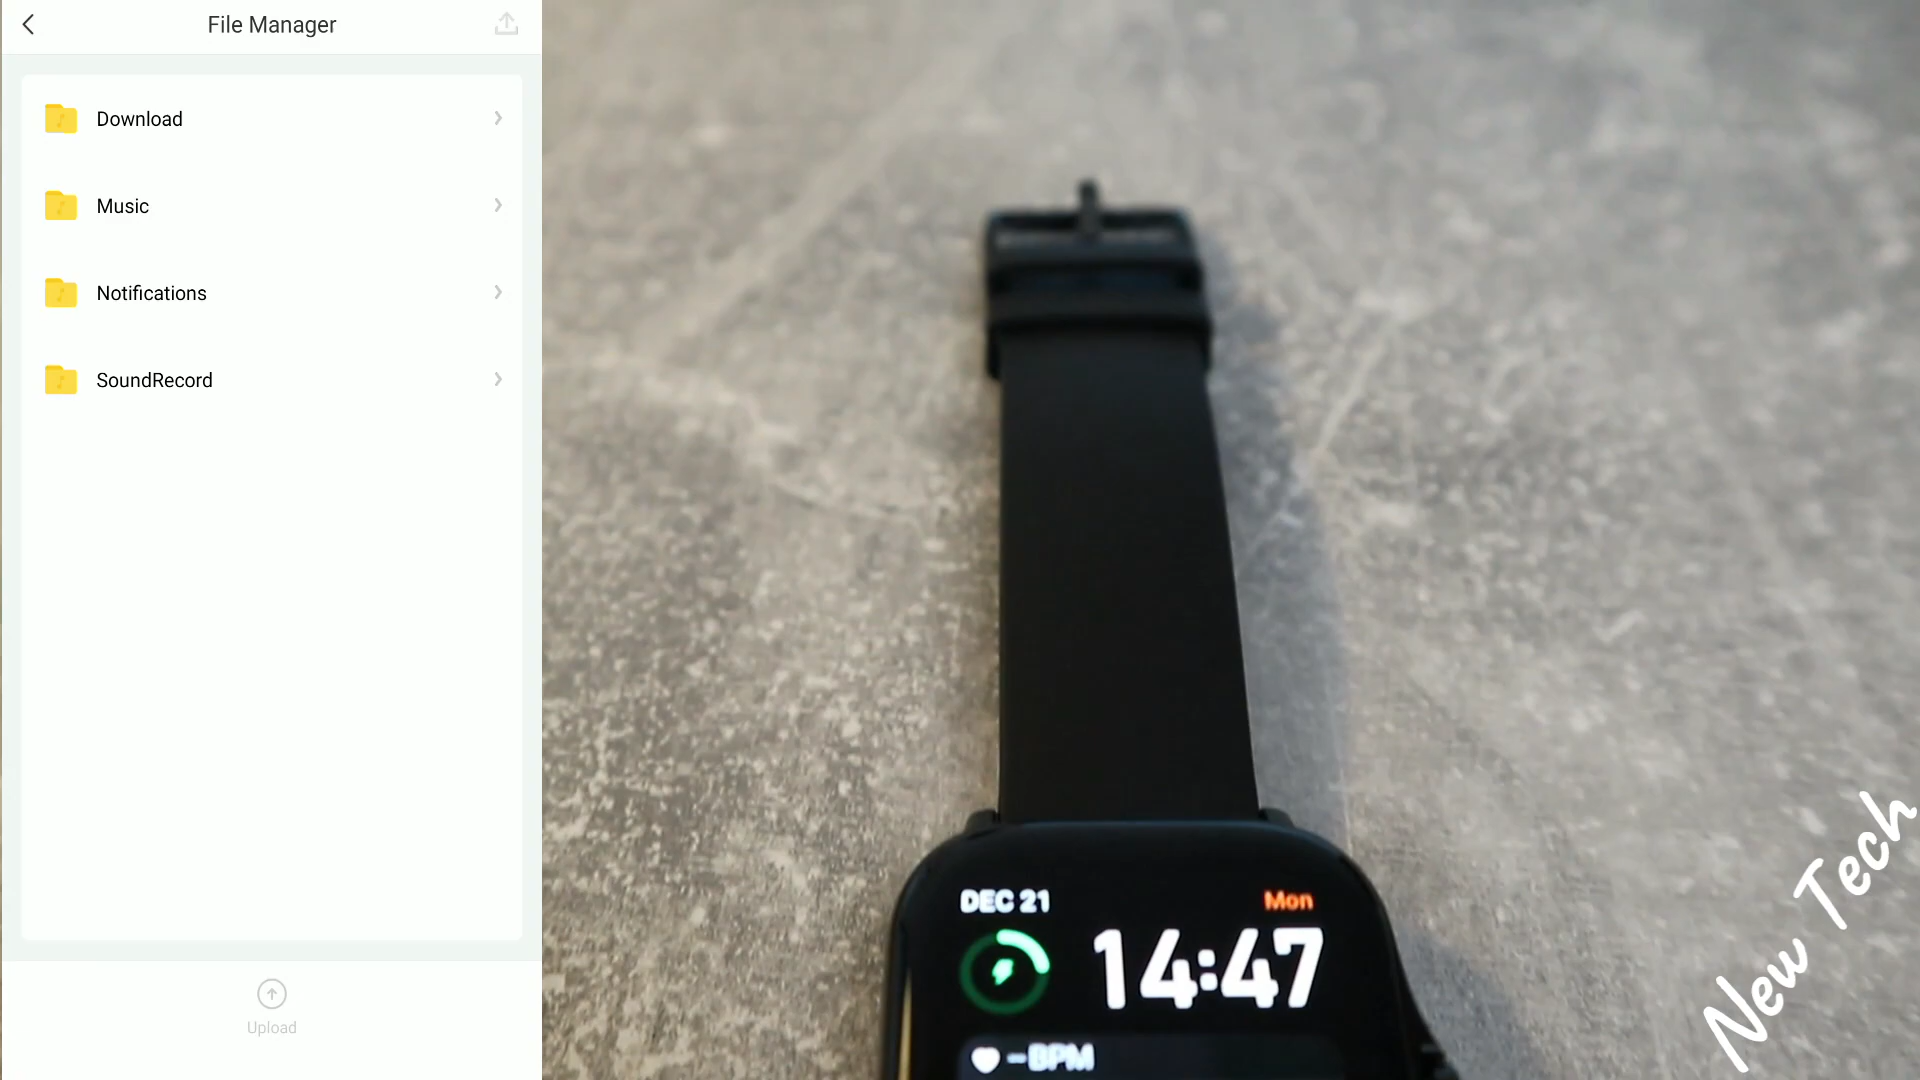 File Manager
Download
Music
Notifications
SoundRecord
Upload
DEC 21
Mon
14:47
--BPM
New Tech